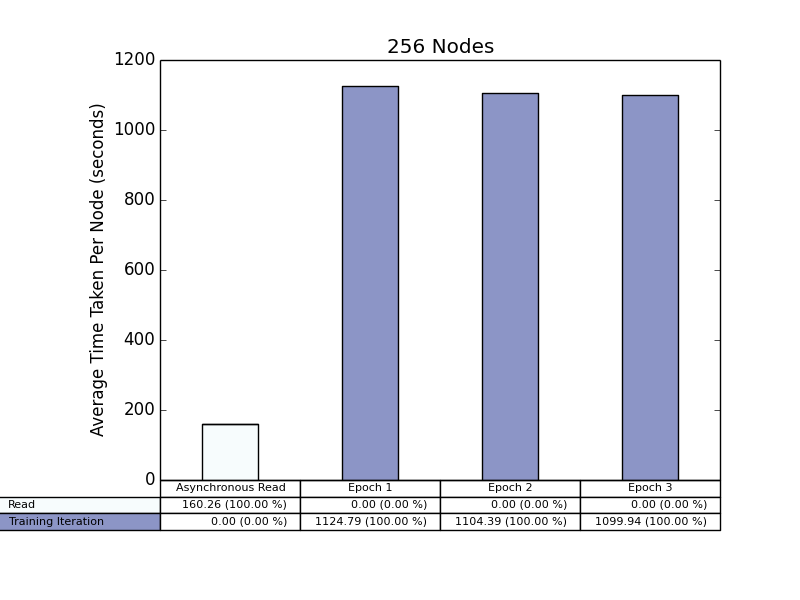 256 Nodes
1200
1000
800
600
400
200
0
Average Time Taken Per Node (seconds)
Asynchronous Read Epoch 1 Epoch 2 Epoch 3
Read 160.26 (100.00 %) 0.00 (0.00 %) 0.00 (0.00 %) 0.00 (0.00 %)
Training Iteration 0.00 (0.00 %) 1124.79 (100.00 %) 1104.39 (100.00 %) 1099.94 (100.00 %)